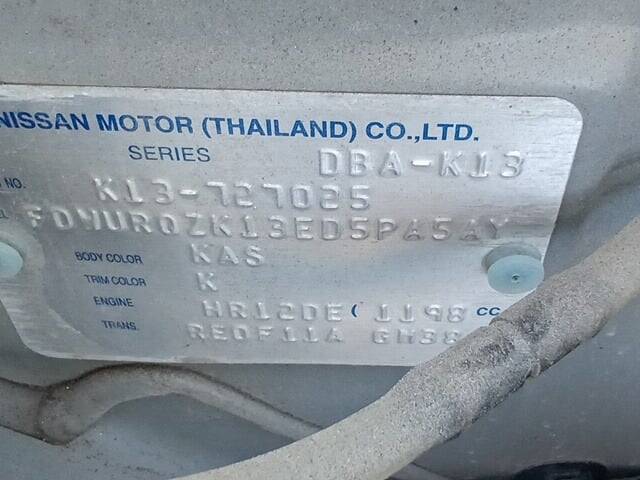 NISSAN MOTOR (THAILAND) CO.,LTD.
SERIES DBA-K13
NO. K13-727025
FDWURQZK13ED5PA5AY
BODY COLOR KAS
TRIM COLOR K
ENGINE HR12DE ( 1198 CC
TRANS. RE0F11A GH38